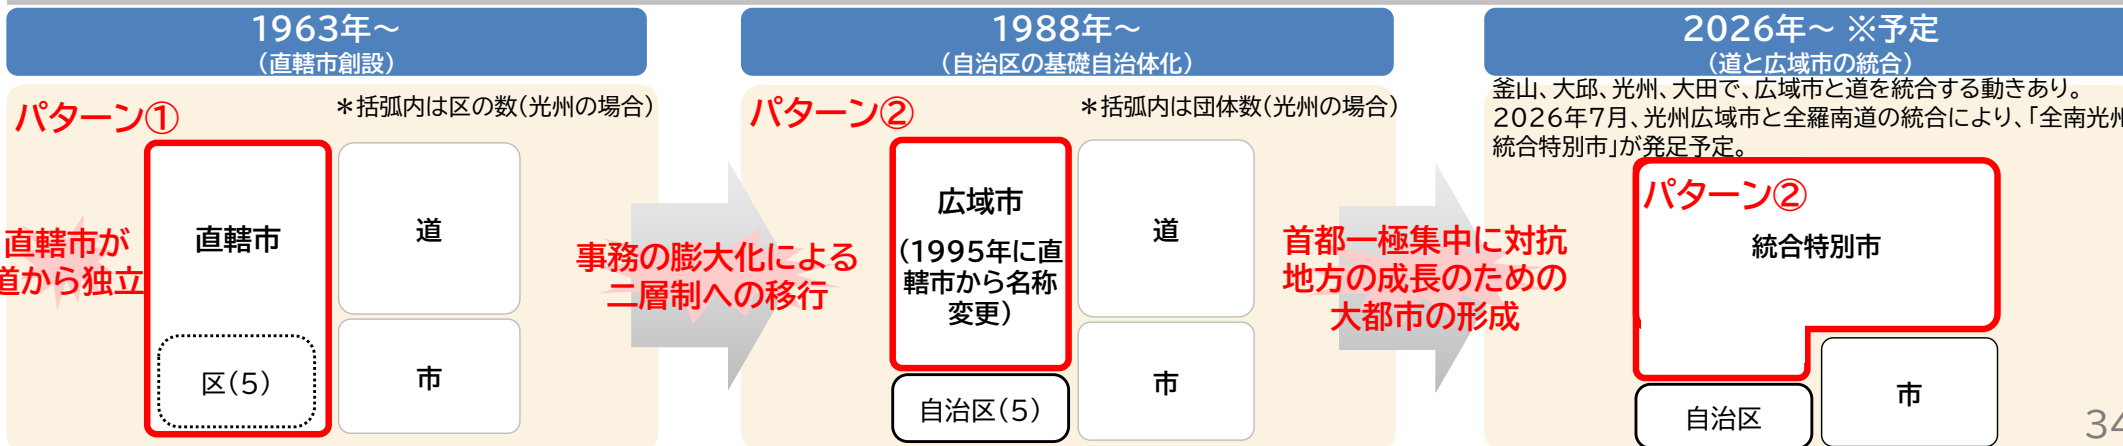 1963年～
（直轄市創設）
パターン①
＊括弧内は区の数(光州の場合)
直轄市が
道から独立
直轄市
区(5)
道
市
事務の膨大化による
二層制への移行
1988年～
（自治区の基礎自治体化）
パターン②
＊括弧内は団体数(光州の場合)
広域市
(1995年に直
轄市から名称
変更)
自治区(5)
道
市
首都一極集中に対抗
地方の成長のための
大都市の形成
2026年～ ※予定
（道と広域市の統合）
釜山、大邱、光州、大田で、広域市と道を統合する動きあり。
2026年7月、光州広域市と全羅南道の統合により、「全南光州
統合特別市」が発足予定。
パターン②
統合特別市
自治区
市
34